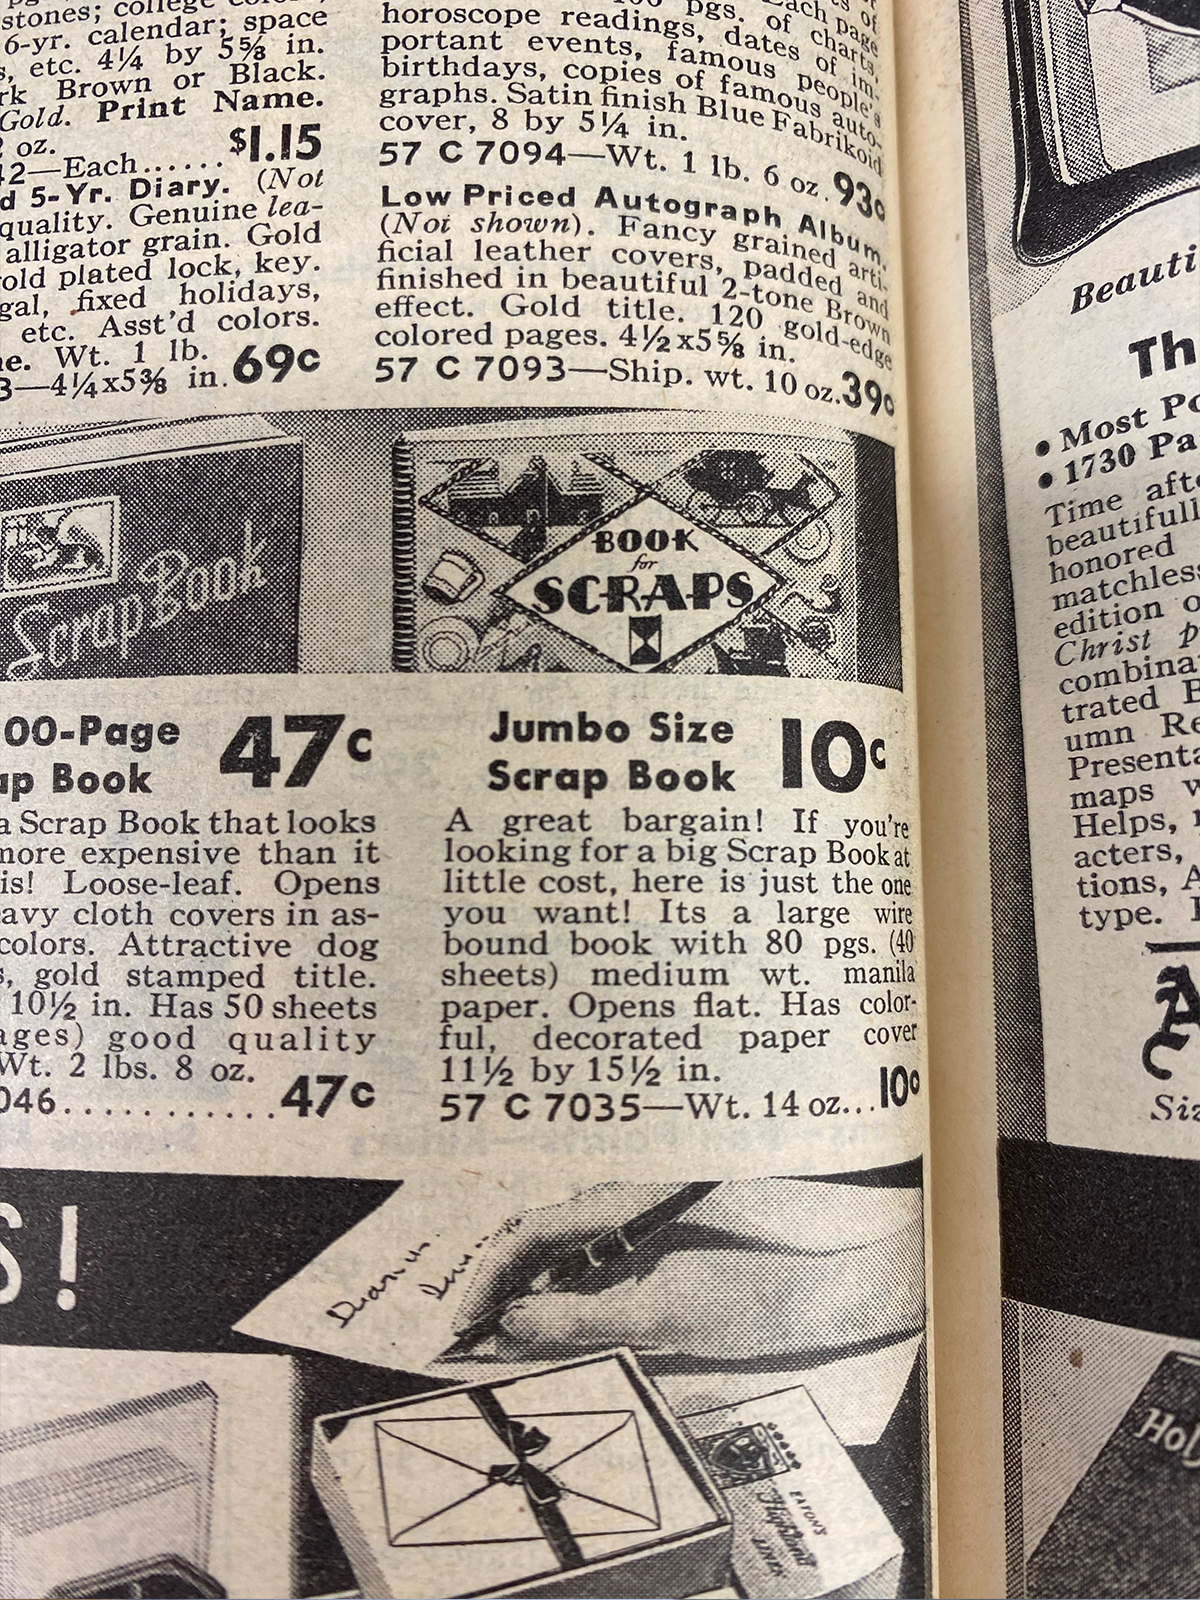 stones; college
6-yr. calendar; space
s, etc. 4¼ by 5⅝ in.
rk Brown or Black.
Gold. Print Name.
2 oz.
42—Each...... $1.15
d 5-Yr. Diary. (Not
quality. Genuine lea-
alligator grain. Gold
old plated lock, key.
gal, fixed holidays,
etc. Asst'd colors.
e. Wt. 1 lb.
3—4¼x5⅜ in. 69c
pgs. of charts,
Each page
horoscope readings, dates of im-
portant events, famous people's
birthdays, copies of famous auto-
graphs. Satin finish Blue Fabrikoid
cover, 8 by 5¼ in.
57 C 7094—Wt. 1 lb. 6 oz. 93c
Low Priced Autograph Album.
(Not shown). Fancy grained arti-
ficial leather covers, padded and
finished in beautiful 2-tone Brown
effect. Gold title. 120 gold-edge
colored pages. 4½x5⅝ in.
57 C 7093—Ship. wt. 10 oz. 39c
Scrap Book
BOOK
for
SCRAPS
00-Page
ap Book
47c
a Scrap Book that looks
more expensive than it
is! Loose-leaf. Opens
eavy cloth covers in as-
colors. Attractive dog
s, gold stamped title.
10½ in. Has 50 sheets
ages) good quality
Wt. 2 lbs. 8 oz.
046............ 47c
Jumbo Size
Scrap Book
10c
A great bargain! If you're
looking for a big Scrap Book at
little cost, here is just the one
you want! Its a large wire
bound book with 80 pgs. (40
sheets) medium wt. manila
paper. Opens flat. Has color-
ful, decorated paper cover
11½ by 15½ in.
57 C 7035—Wt. 14 oz... 10c
S!
EATON'S
Highland
LINEN
Beauti
Th
• Most Po
• 1730 Pa
Time afte
beautifull
honored
matchless
edition o
Christ p
combina
trated B
umn Re
Presenta
maps w
Helps, r
acters,
tions, A
type. I
A
Siz
Holy